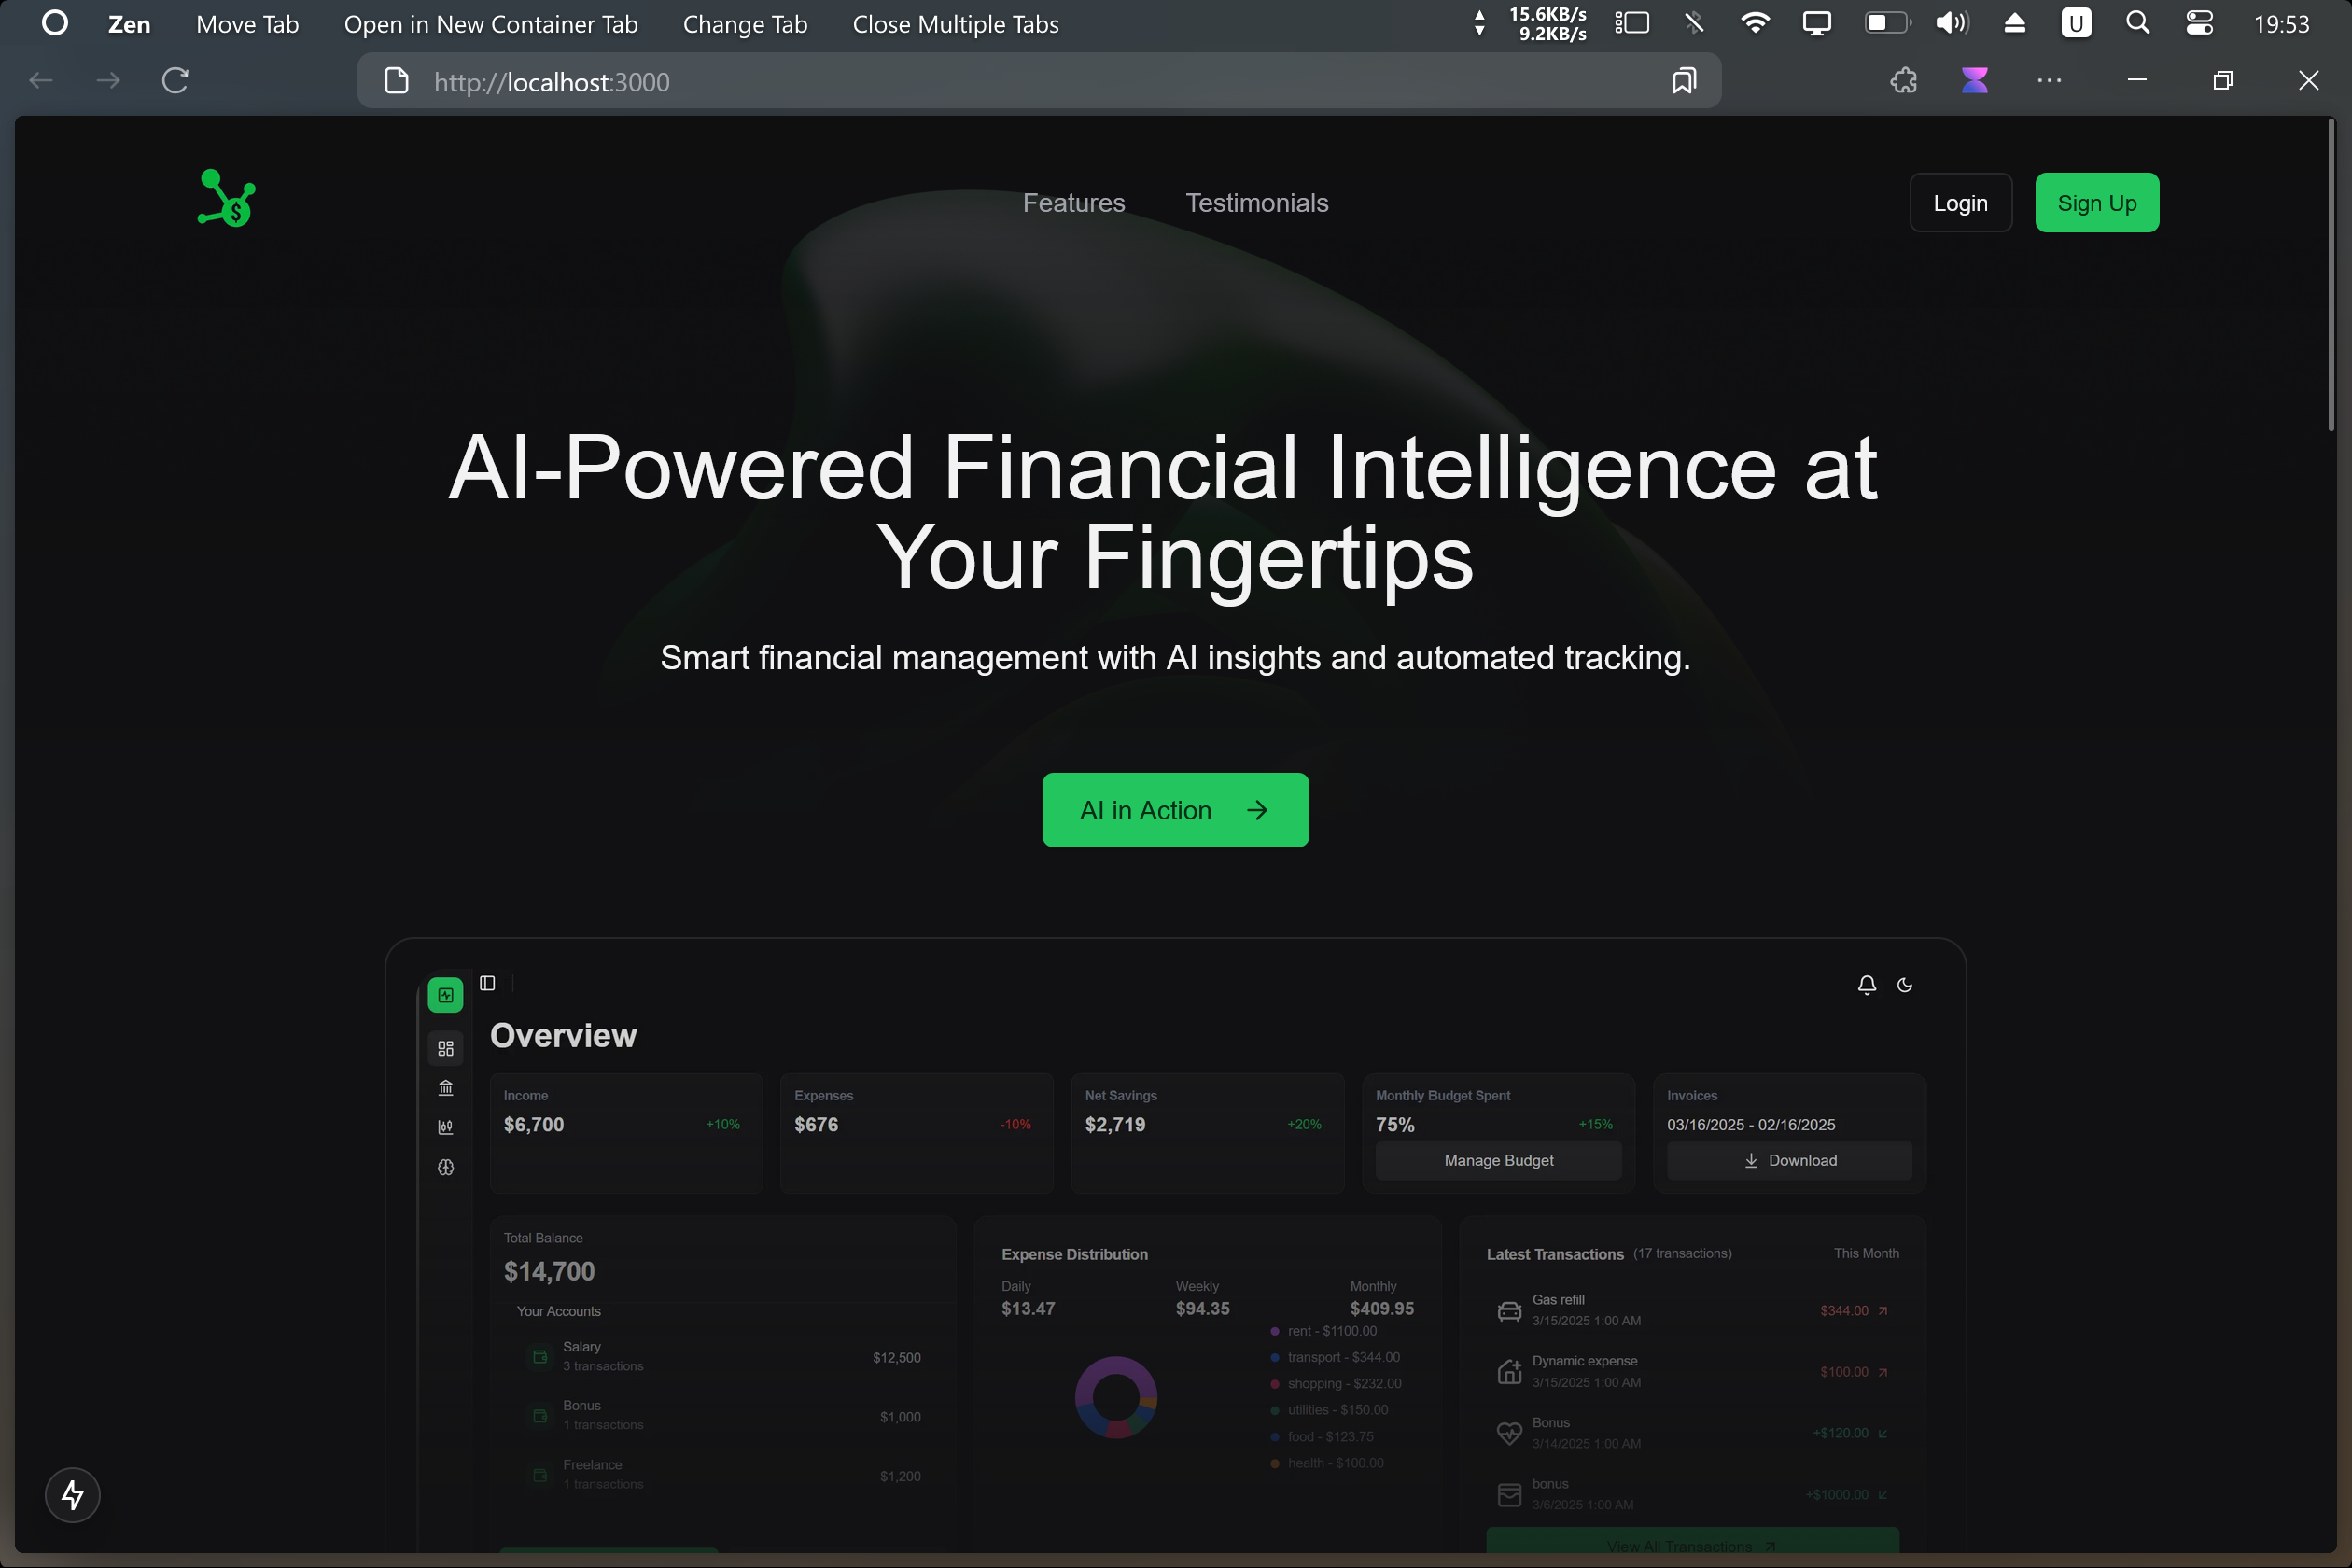 Zen Move Tab Open in New Container Tab Change Tab Close Multiple Tabs 15.6KB/s 9.2KB/s U 19:53
http://localhost:3000
$
Features Testimonials Login Sign Up
AI-Powered Financial Intelligence at
Your Fingertips
Smart financial management with AI insights and automated tracking.
AI in Action
Overview
Income
$6,700 +10%
Expenses
$676 -10%
Net Savings
$2,719 +20%
Monthly Budget Spent
75% +15%
Manage Budget
Invoices
03/16/2025 - 02/16/2025
Download
Total Balance
$14,700
Your Accounts
Salary
3 transactions
$12,500
Bonus
1 transactions
$1,000
Freelance
1 transactions
$1,200
Expense Distribution
Daily Weekly Monthly
$13.47 $94.35 $409.95
rent - $1100.00
transport - $344.00
shopping - $232.00
utilities - $150.00
food - $123.75
health - $100.00
Latest Transactions (17 transactions) This Month
Gas refill
3/15/2025 1:00 AM
$344.00
Dynamic expense
3/15/2025 1:00 AM
$100.00
Bonus
3/14/2025 1:00 AM
+$120.00
bonus
3/6/2025 1:00 AM
+$1000.00
View All Transactions